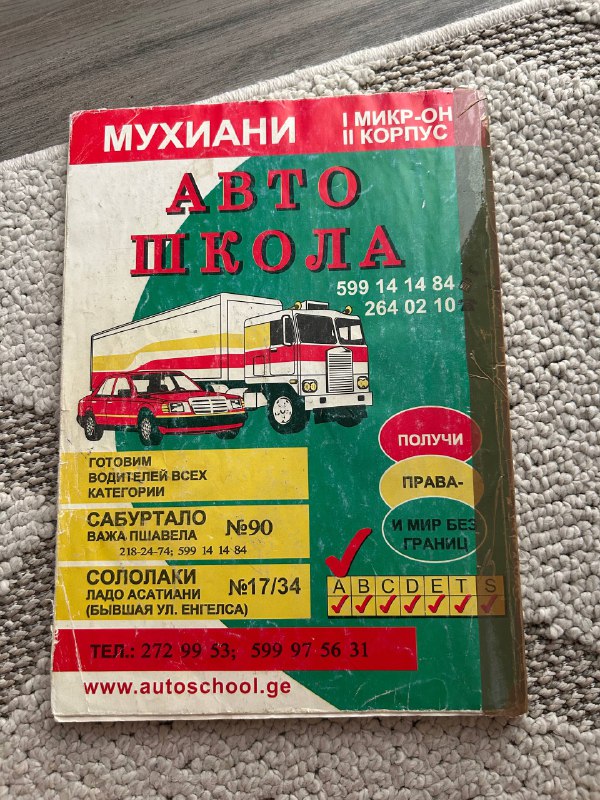 МУХИАНИ
I МИКР-ОН
II КОРПУС
АВТО
ШКОЛА
599 14 14 84
264 02 10
ПОЛУЧИ
ПРАВА-
И МИР БЕЗ
ГРАНИЦ
ГОТОВИМ
ВОДИТЕЛЕЙ ВСЕХ
КАТЕГОРИИ
САБУРТАЛО №90
ВАЖА ПШАВЕЛА
218-24-74; 599 14 14 84
СОЛОЛАКИ №17/34
ЛАДО АСАТИАНИ
(БЫВШАЯ УЛ. ЕНГЕЛСА)
A B C D E T S
ТЕЛ.: 272 99 53; 599 97 56 31
www.autoschool.ge